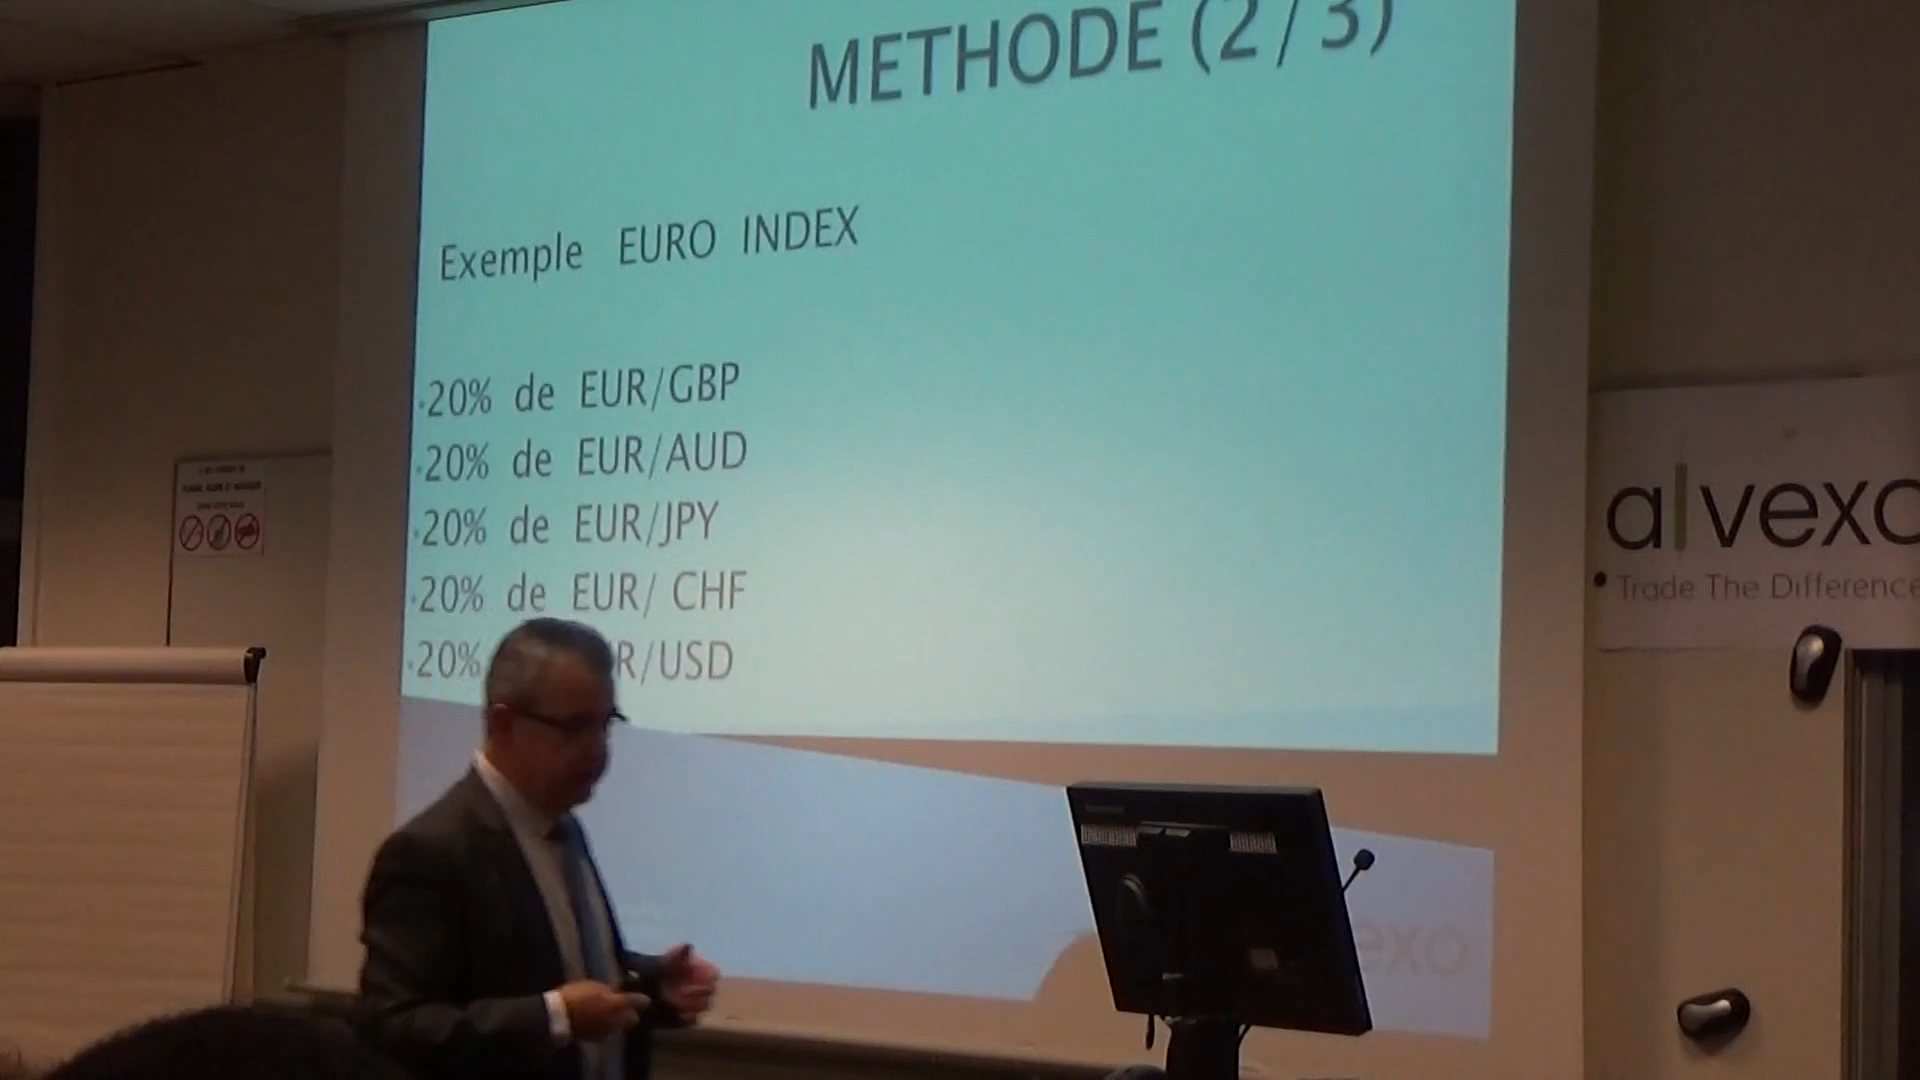 METHODE (2/3)
Exemple EURO INDEX
·20% de EUR/GBP
·20% de EUR/AUD
·20% de EUR/JPY
·20% de EUR/ CHF
·20% R/USD
alvexo
Trade The Difference
exo